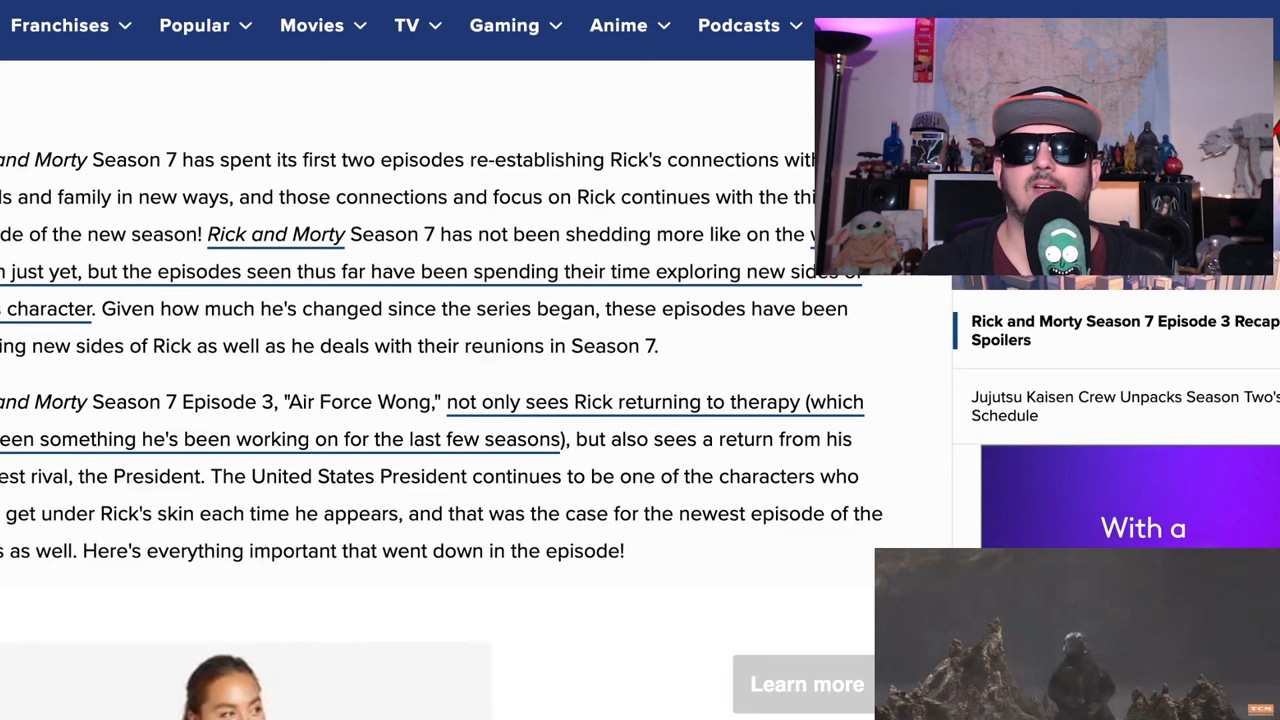 Franchises
Popular
Movies
TV
Gaming
Anime
Podcasts
and Morty Season 7 has spent its first two episodes re-establishing Rick's connections with
and family in new ways, and those connections and focus on Rick continues with the
of the new season! Rick and Morty Season 7 has not been shedding more like on the
just yet, but the episodes seen thus far have been spending their time exploring new sides of
character. Given how much he's changed since the series began, these episodes have been
new sides of Rick as well as he deals with their reunions in Season 7.
and Morty Season 7 Episode 3, "Air Force Wong," not only sees Rick returning to therapy (which
something he's been working on for the last few seasons), but also sees a return from his
rival, the President. The United States President continues to be one of the characters who
get under Rick's skin each time he appears, and that was the case for the newest episode of the
as well. Here's everything important that went down in the episode!
Rick and Morty Season 7 Episode 3 Recap
Spoilers
Jujutsu Kaisen Crew Unpacks Season Two's
Schedule
With a
Learn more
TCM